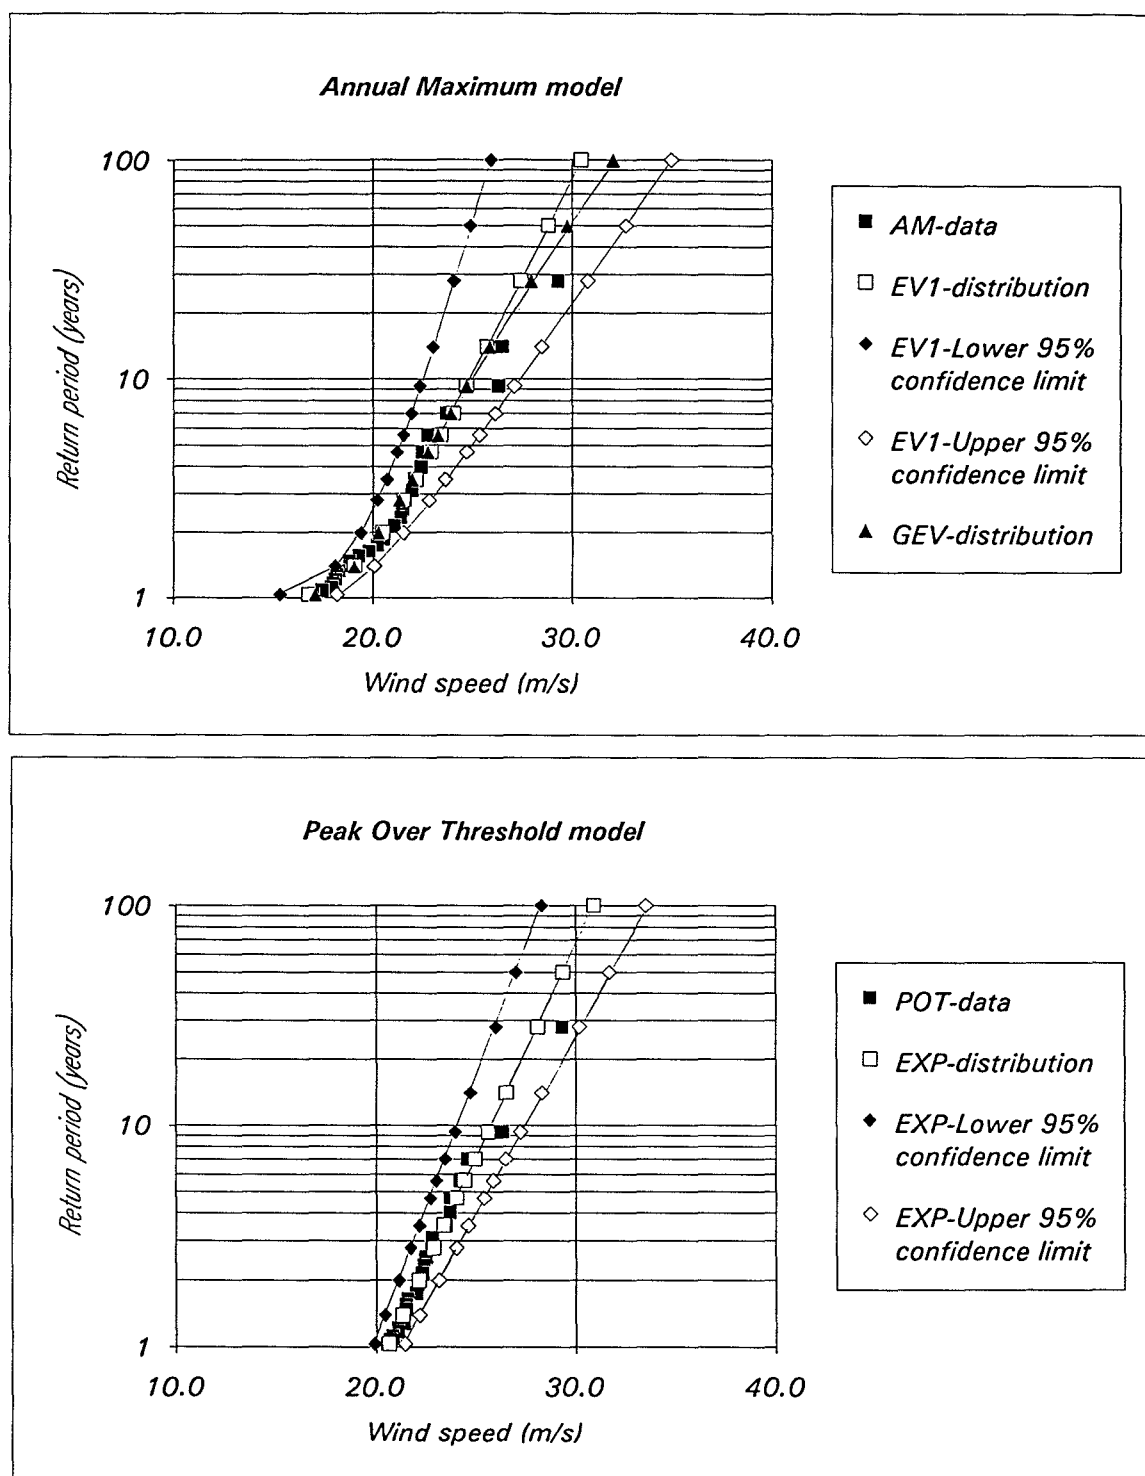 Annual Maximum model
100
10
1
Return period (years)
10.0 20.0 30.0 40.0
Wind speed (m/s)
AM-data
EV1-distribution
EV1-Lower 95%
confidence limit
EV1-Upper 95%
confidence limit
GEV-distribution
Peak Over Threshold model
100
10
1
Return period (years)
10.0 20.0 30.0 40.0
Wind speed (m/s)
POT-data
EXP-distribution
EXP-Lower 95%
confidence limit
EXP-Upper 95%
confidence limit